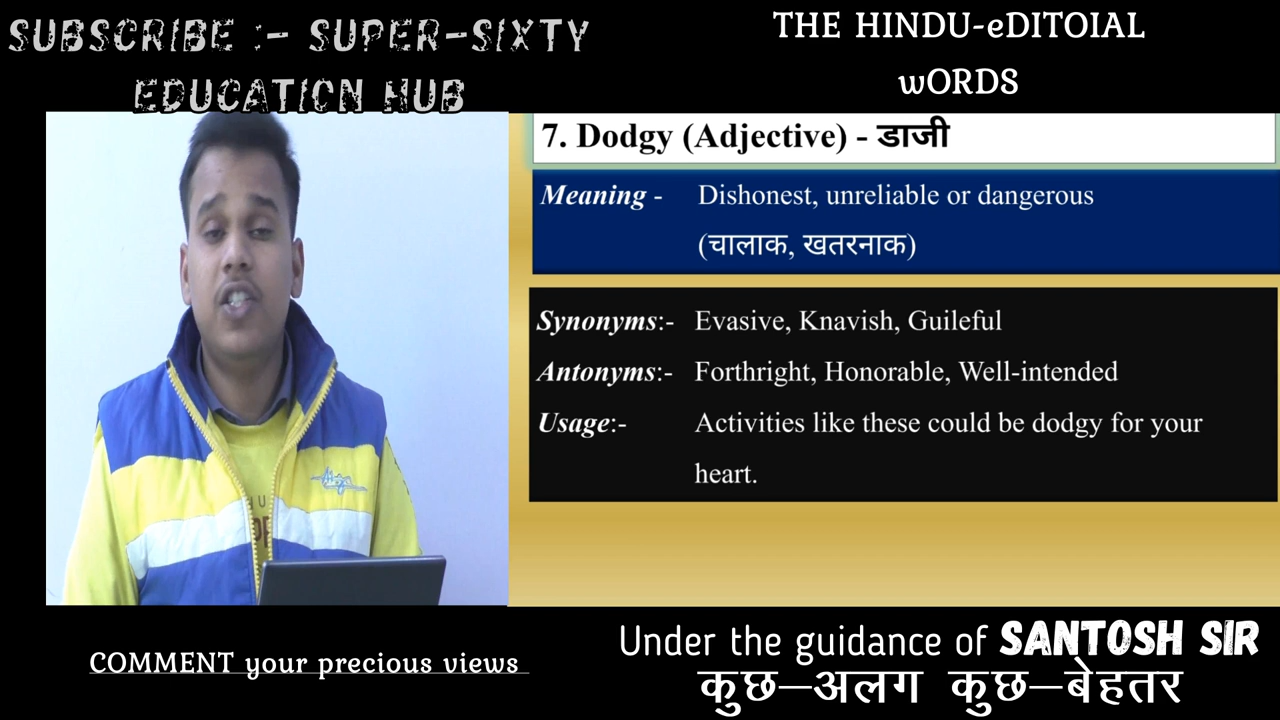 SUBSCRIBE :- SUPER-SIXTY
EDUCATION HUB
THE HINDU-eDITOIAL
wORDS
7. Dodgy (Adjective) - डाजी
Meaning - Dishonest, unreliable or dangerous
(चालाक, खतरनाक)
Synonyms:- Evasive, Knavish, Guileful
Antonyms:- Forthright, Honorable, Well-intended
Usage:- Activities like these could be dodgy for your
heart.
COMMENT your precious views
Under the guidance of SANTOSH SIR
कुछ–अलग कुछ–बेहतर